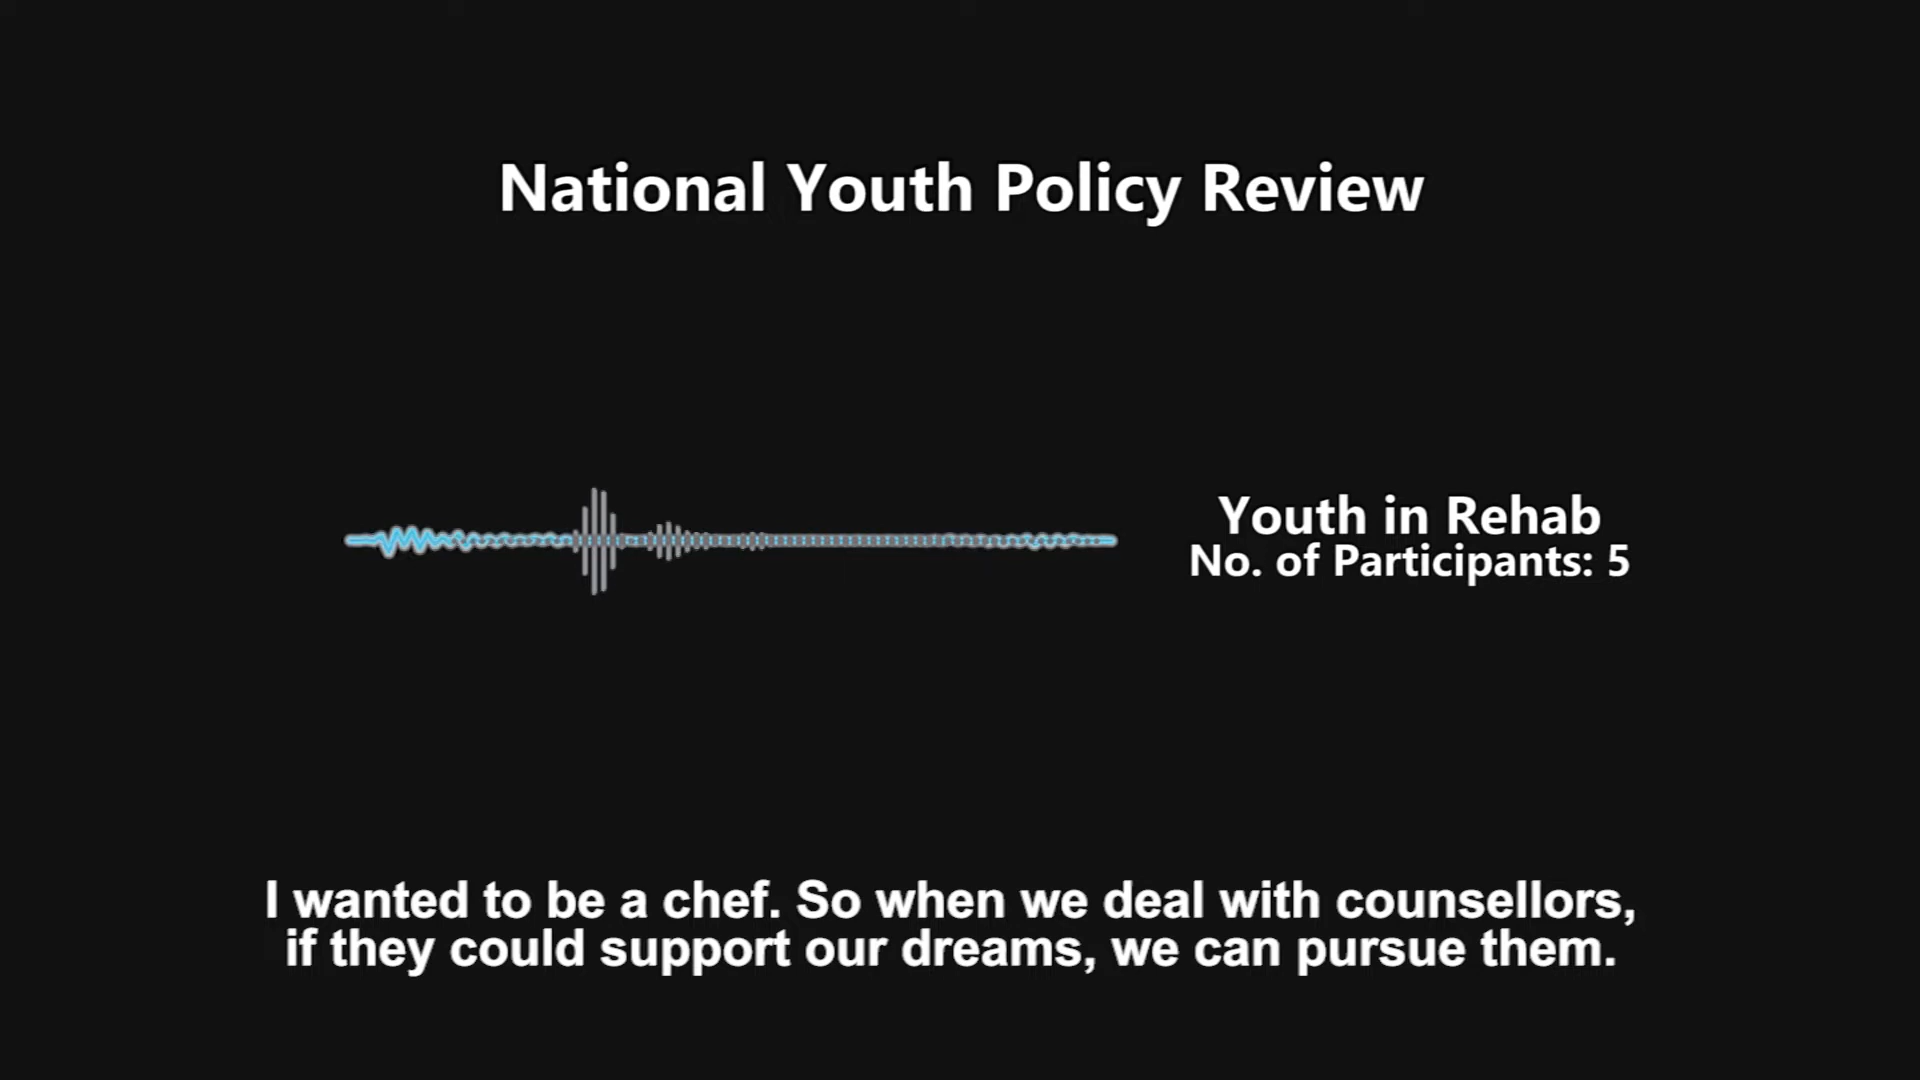 National Youth Policy Review
Youth in Rehab
No. of Participants: 5
I wanted to be a chef. So when we deal with counsellors,
if they could support our dreams, we can pursue them.